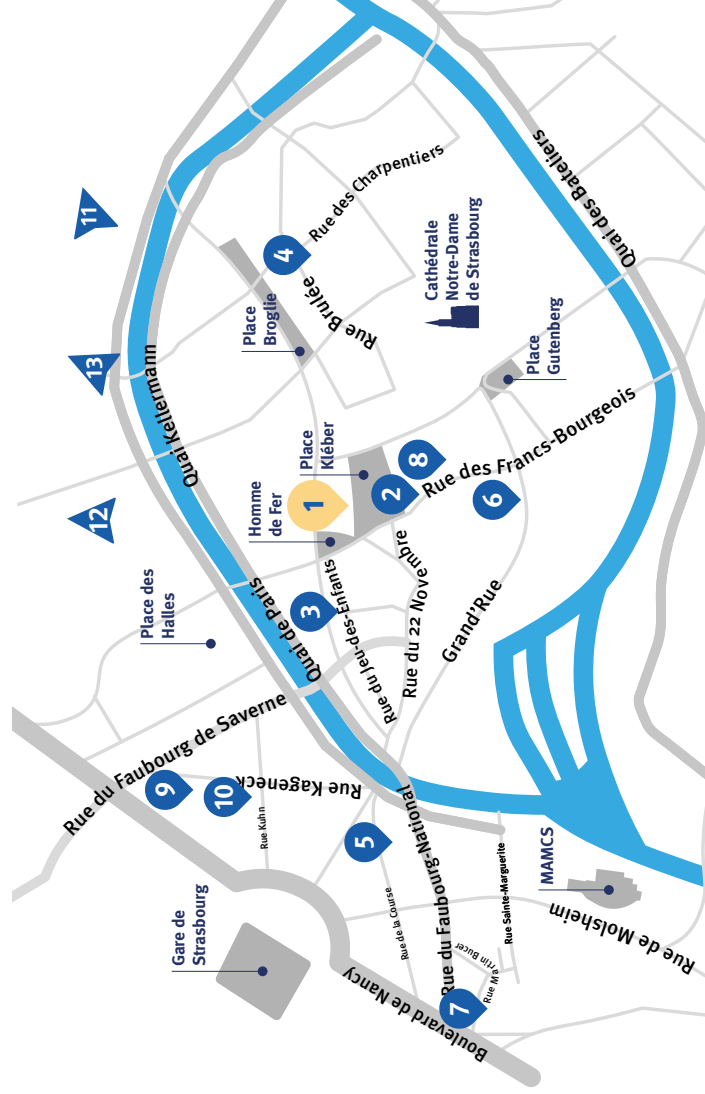 11
13
12
Quai Kellermann
Quai des Bateliers
Rue des Charpentiers
4
Rue Brulée
Place
Broglie
Cathédrale
Notre-Dame
de Strasbourg
Place
Gutenberg
Place
Kléber
Homme
de Fer
1
2
8
6
Rue des Francs-Bourgeois
Place des
Halles
Quai de Paris
3
Rue du Jeu-des-Enfants
Rue du 22 Novembre
Grand'Rue
Rue du Faubourg de Saverne
9
10
Rue Kageneck
Rue Kuhn
5
Gare de
Strasbourg
Rue de la Course
Rue du Faubourg-National
Rue Sainte-Marguerite
MAMCS
Rue de Molsheim
Rue Martin Bucer
7
Boulevard de Nancy